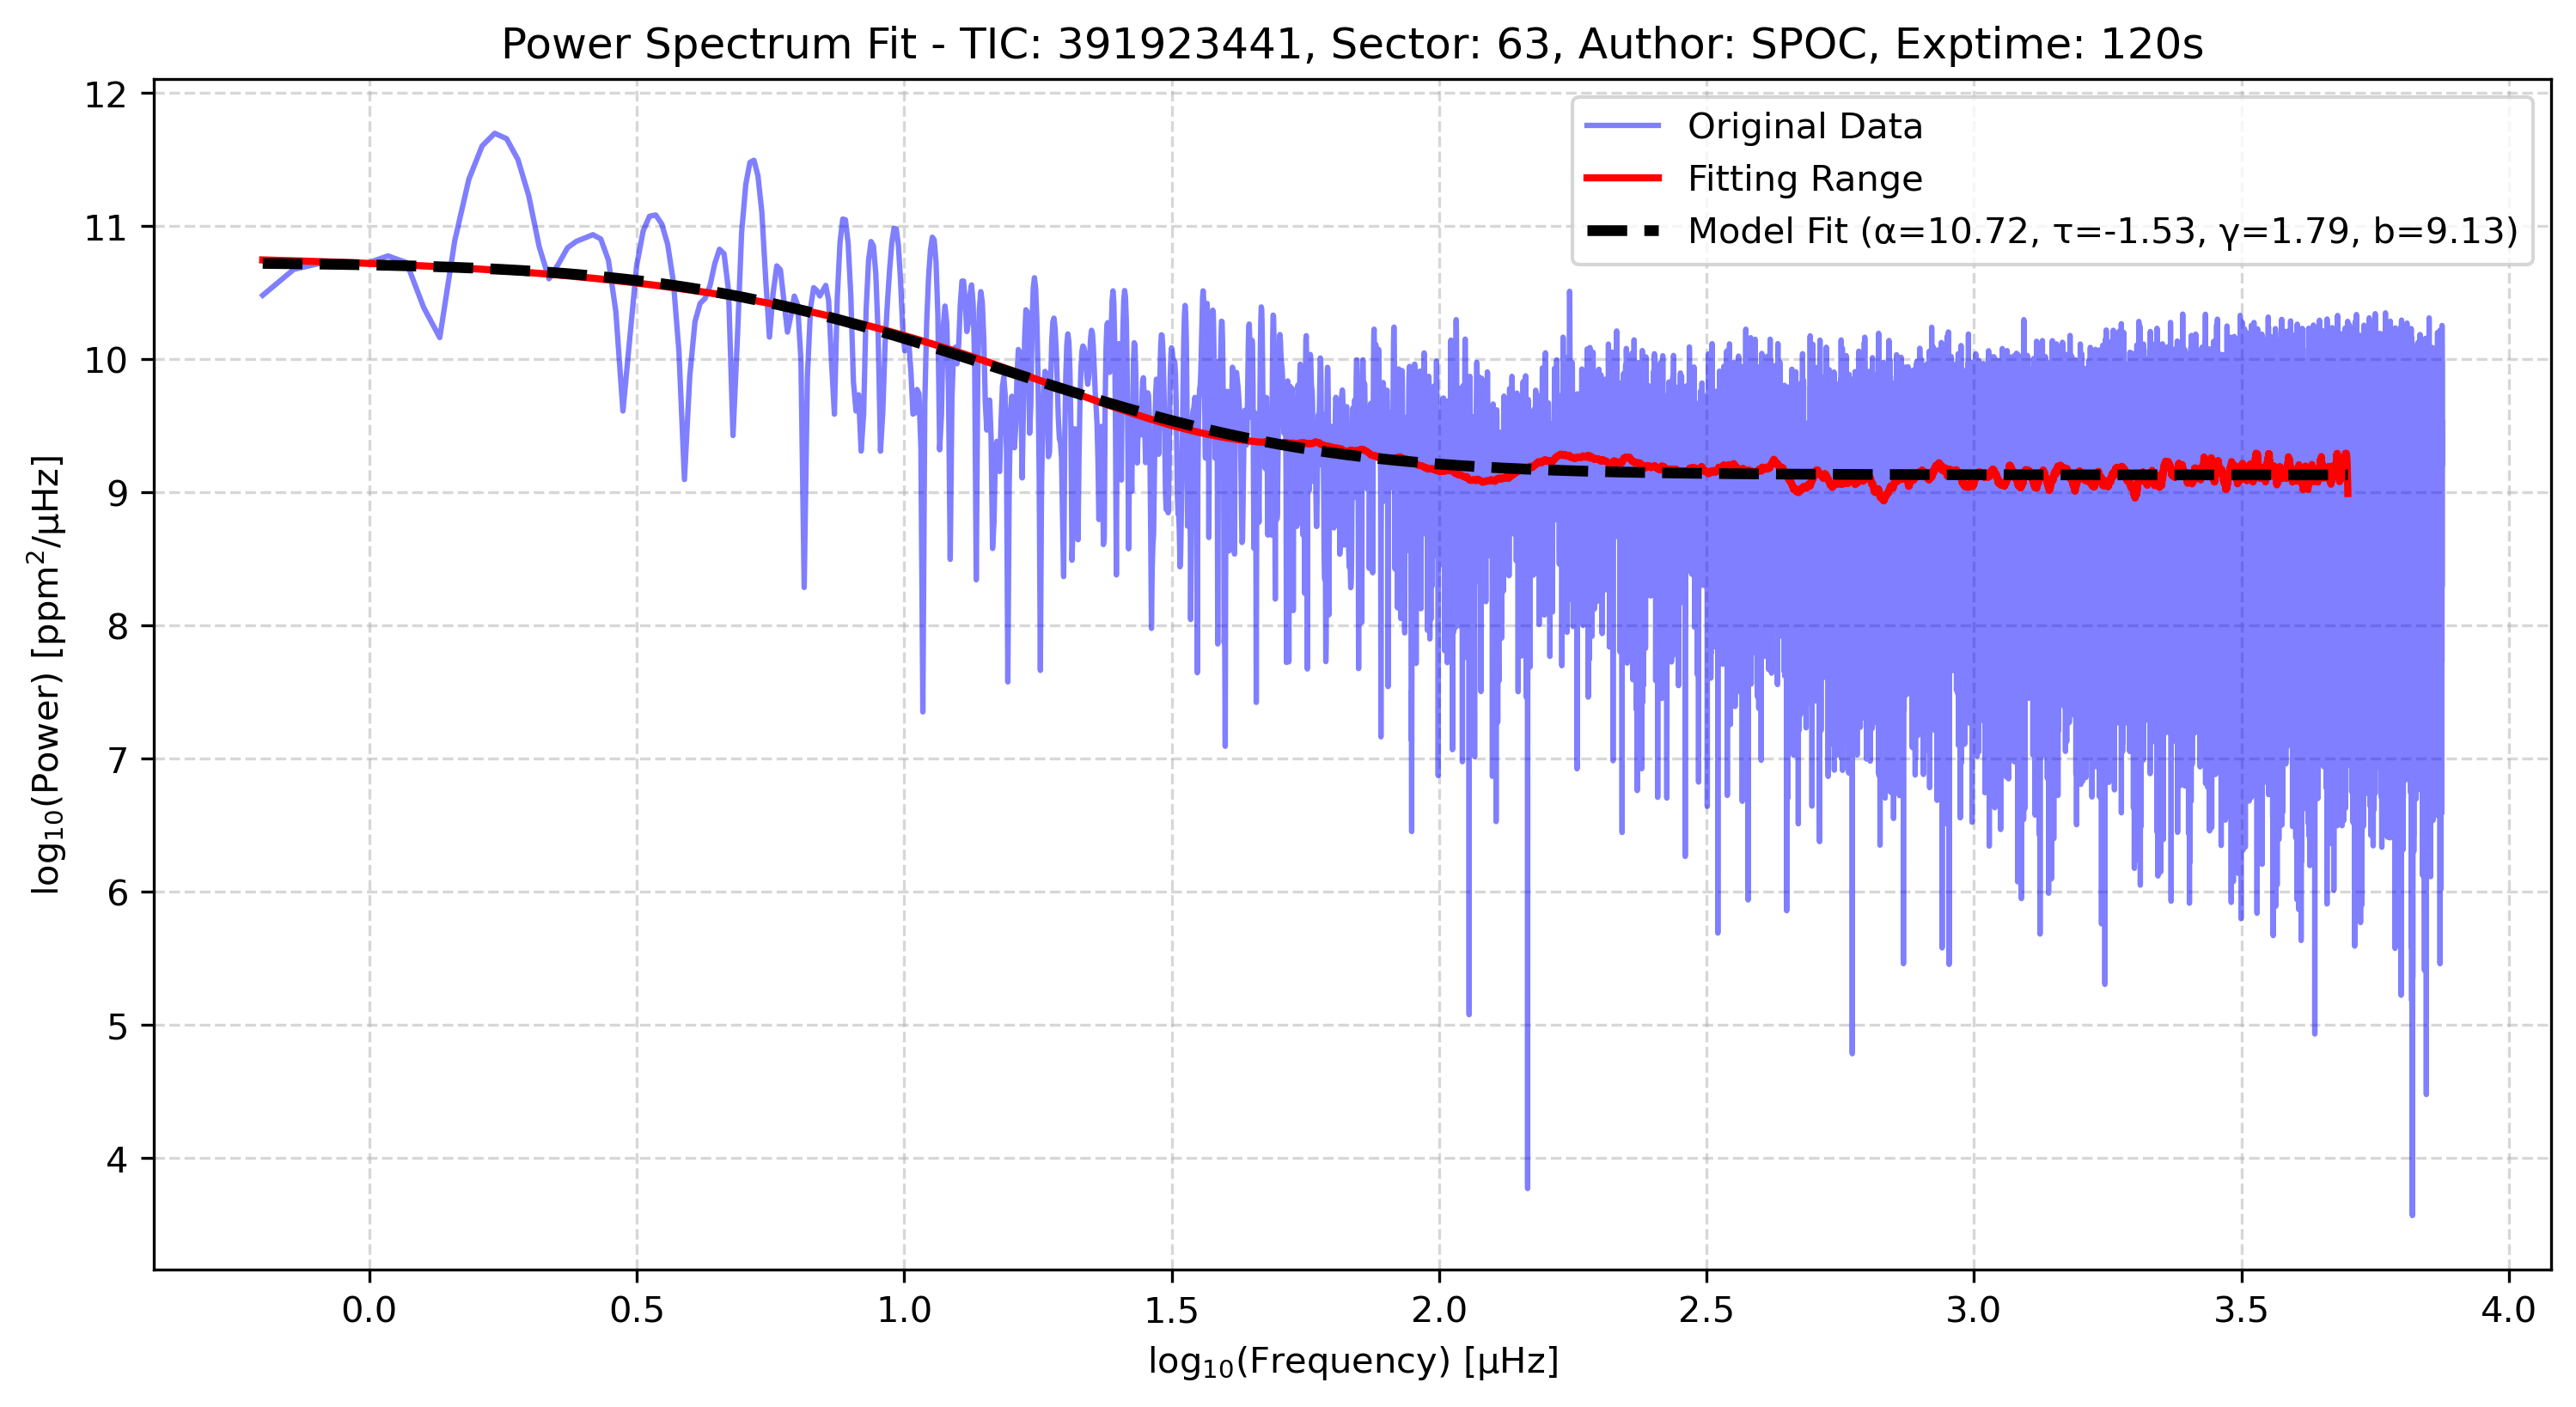 Power Spectrum Fit - TIC: 391923441, Sector: 63, Author: SPOC, Exptime: 120s
Original Data
Fitting Range
Model Fit (α=10.72, τ=-1.53, γ=1.79, b=9.13)
log₁₀(Power) [ppm²/μHz]
12
11
10
9
8
7
6
5
4
0.0 0.5 1.0 1.5 2.0 2.5 3.0 3.5 4.0
log₁₀(Frequency) [μHz]